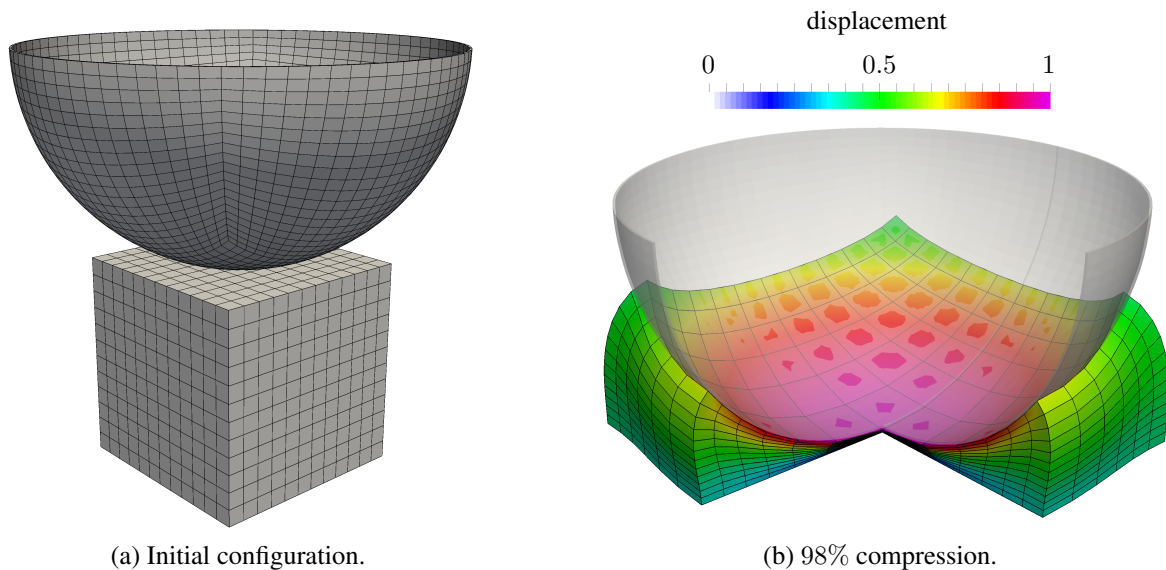 displacement
0 0.5 1
(a) Initial configuration.
(b) 98% compression.